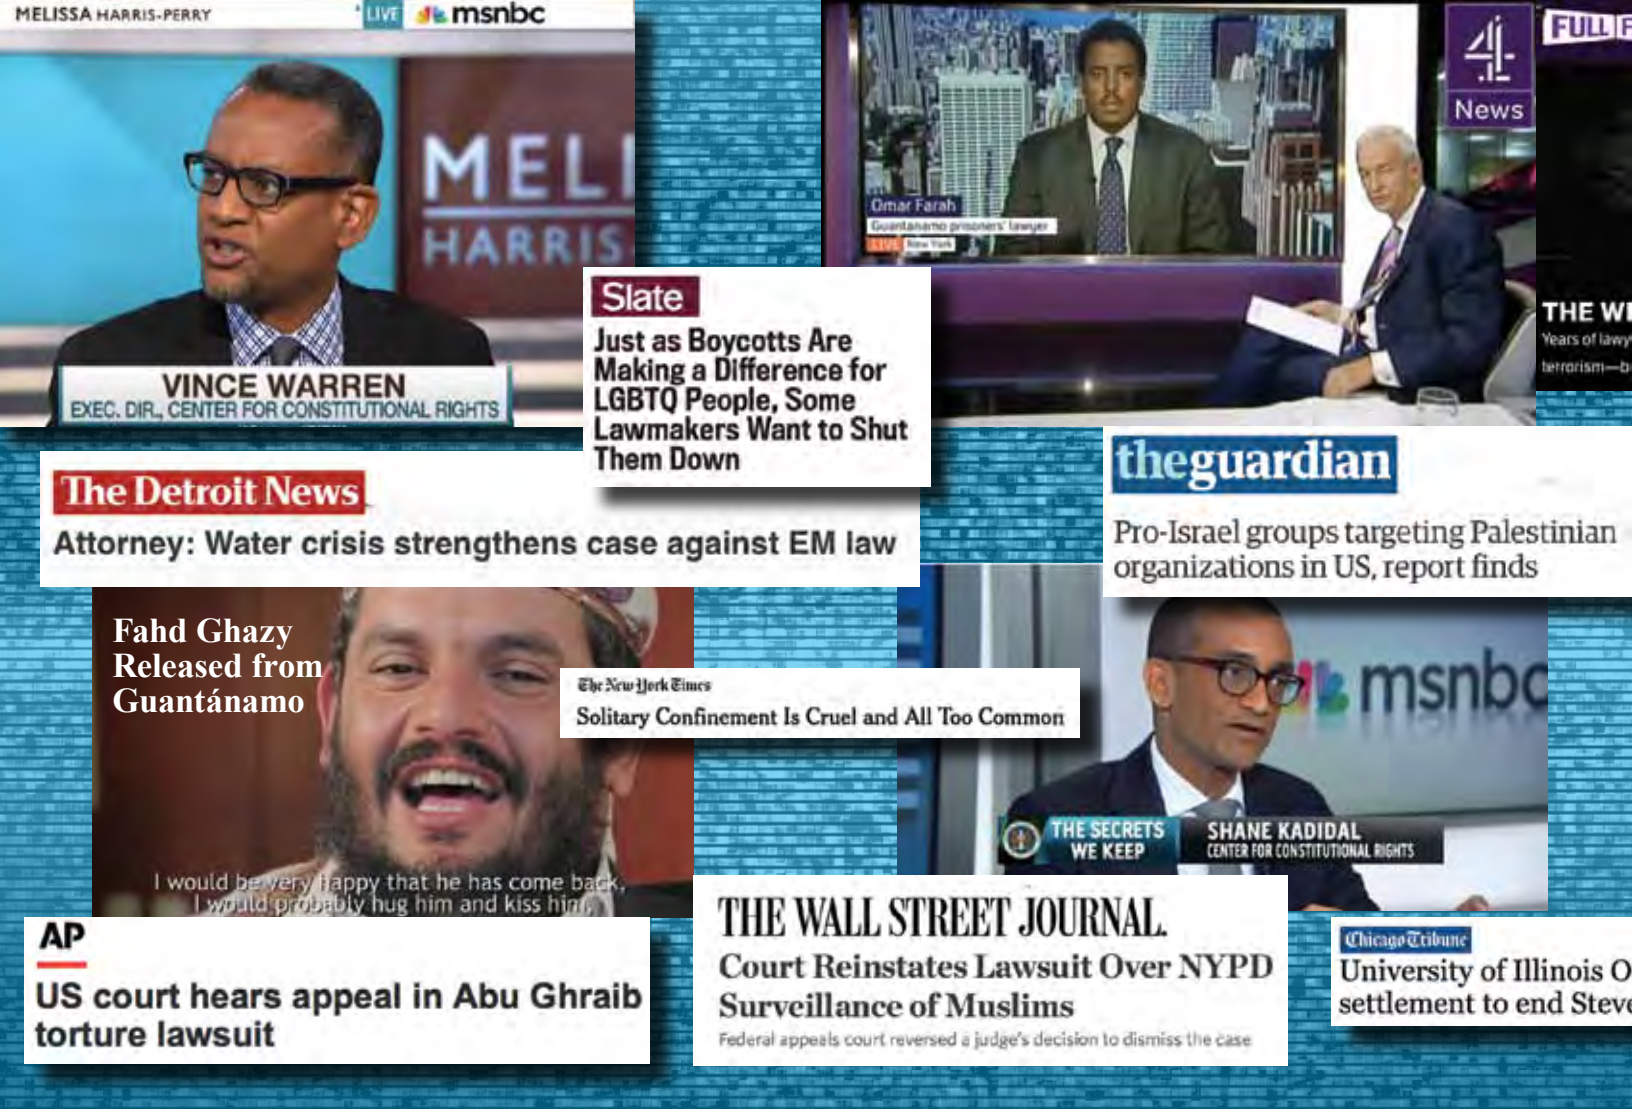 MELISSA HARRIS-PERRY
LIVE
msnbc
MELI
HARRIS
VINCE WARREN
EXEC. DIR., CENTER FOR CONSTITUTIONAL RIGHTS
Omar Farah
Guantanamo prisoners' lawyer
LIVE New York
4
News
FULL F
THE WI
Years of lawy
terrorism—b
Slate
Just as Boycotts Are
Making a Difference for
LGBTQ People, Some
Lawmakers Want to Shut
Them Down
The Detroit News
Attorney: Water crisis strengthens case against EM law
theguardian
Pro-Israel groups targeting Palestinian
organizations in US, report finds
Fahd Ghazy
Released from
Guantánamo
I would be very happy that he has come back,
I would probably hug him and kiss him.
The New York Times
Solitary Confinement Is Cruel and All Too Common
msnbc
THE SECRETS
WE KEEP
SHANE KADIDAL
CENTER FOR CONSTITUTIONAL RIGHTS
AP
US court hears appeal in Abu Ghraib
torture lawsuit
THE WALL STREET JOURNAL.
Court Reinstates Lawsuit Over NYPD
Surveillance of Muslims
Federal appeals court reversed a judge's decision to dismiss the case
Chicago Tribune
University of Illinois O
settlement to end Steve